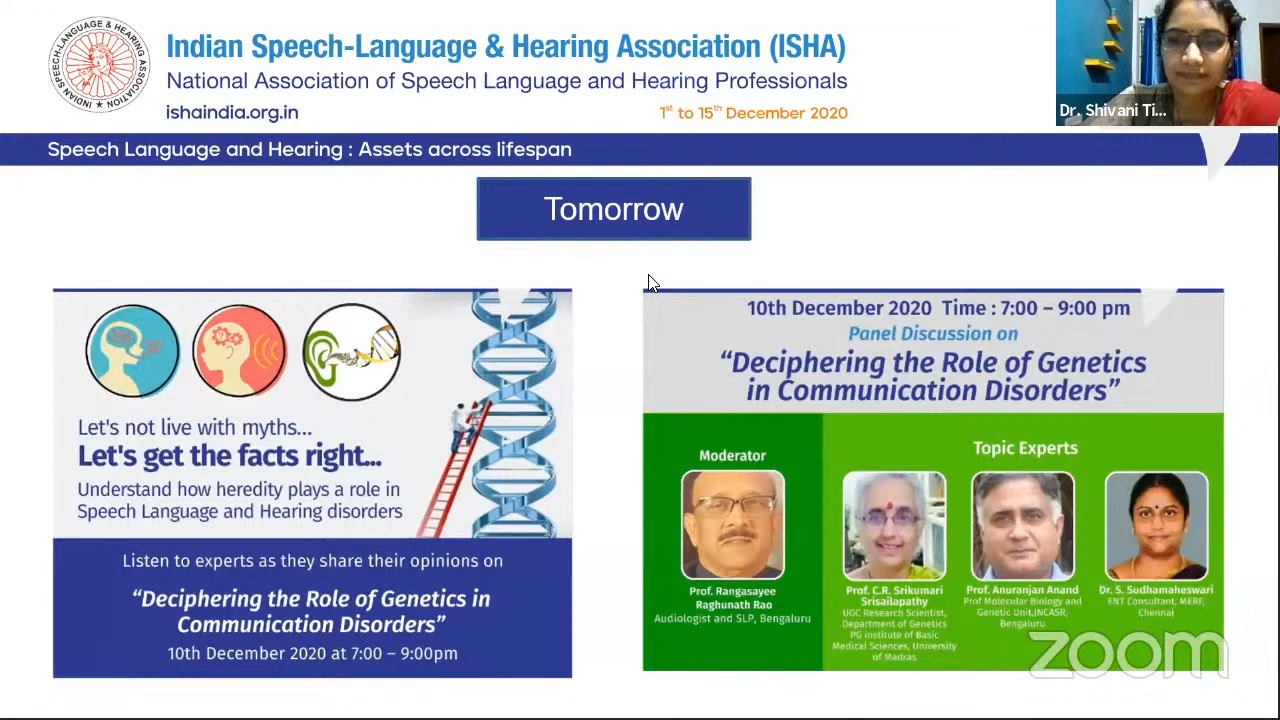 INDIAN SPEECH-LANGUAGE & HEARING ASSOCIATION
Indian Speech-Language & Hearing Association (ISHA)
National Association of Speech Language and Hearing Professionals
ishaindia.org.in
1st to 15th December 2020
Dr. Shivani Ti...
Speech Language and Hearing : Assets across lifespan
Tomorrow
Let's not live with myths...
Let's get the facts right...
Understand how heredity plays a role in
Speech Language and Hearing disorders
Listen to experts as they share their opinions on
“Deciphering the Role of Genetics in
Communication Disorders”
10th December 2020 at 7:00 – 9:00pm
10th December 2020 Time : 7:00 – 9:00 pm
Panel Discussion on
“Deciphering the Role of Genetics
in Communication Disorders”
Moderator
Prof. Rangasayee
Raghunath Rao
Audiologist and SLP, Bengaluru
Topic Experts
Prof. C.R. Srikumari
Srisailapathy
UGC Research Scientist,
Department of Genetics
PG institute of Basic
Medical Sciences, University
of Madras
Prof. Anuranjan Anand
Prof Molecular Biology and
Genetic Unit,JNCASR,
Bengaluru
Dr. S. Sudhamaheswari
ENT Consultant, MERF,
Chennai
zoom